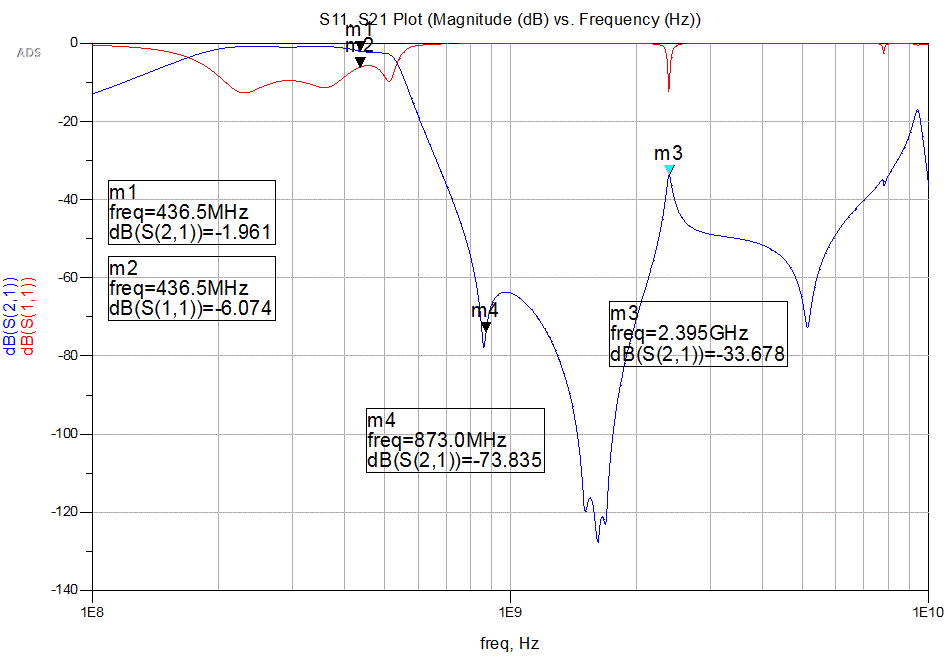 S11, S21 Plot (Magnitude (dB) vs. Frequency (Hz))
ADS
m1
m2
m3
m4
m1
freq=436.5MHz
dB(S(2,1))=-1.961
m2
freq=436.5MHz
dB(S(1,1))=-6.074
m3
freq=2.395GHz
dB(S(2,1))=-33.678
m4
freq=873.0MHz
dB(S(2,1))=-73.835
0
-20
-40
-60
-80
-100
-120
-140
dB(S(2,1))
dB(S(1,1))
1E8
1E9
1E10
freq, Hz